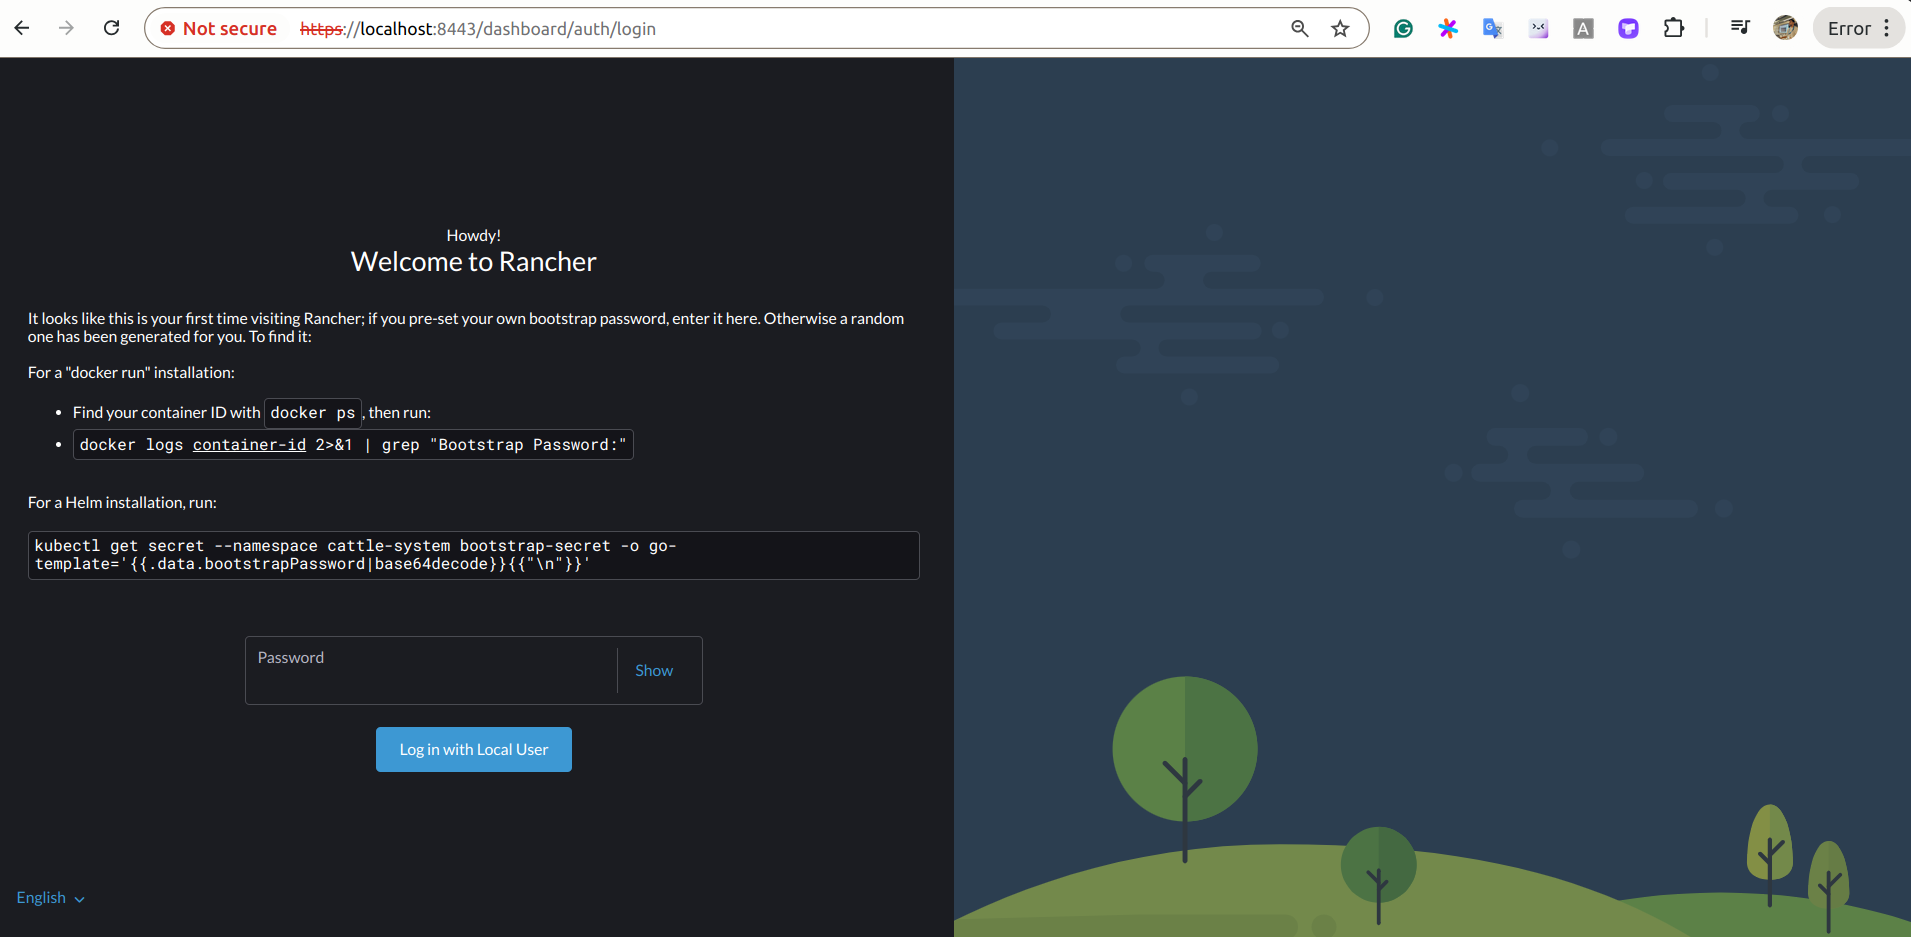 Not secure https://localhost:8443/dashboard/auth/login
Error
Howdy!
Welcome to Rancher
It looks like this is your first time visiting Rancher; if you pre-set your own bootstrap password, enter it here. Otherwise a random
one has been generated for you. To find it:
For a "docker run" installation:
• Find your container ID with docker ps, then run:
• docker logs container-id 2>&1 | grep "Bootstrap Password:"
For a Helm installation, run:
kubectl get secret --namespace cattle-system bootstrap-secret -o go-
template='{{.data.bootstrapPassword|base64decode}}{{"\n"}}'
Password
Show
Log in with Local User
English